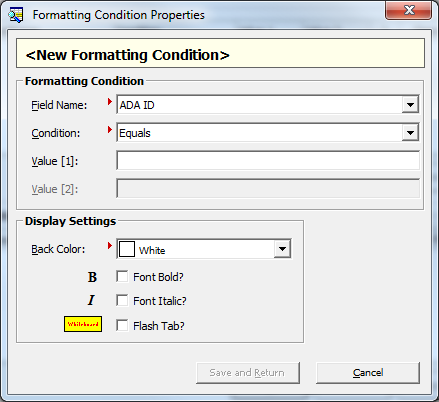 Formatting Condition Properties
<New Formatting Condition>
Formatting Condition
Field Name: ADA ID
Condition: Equals
Value [1]:
Value [2]:
Display Settings
Back Color: White
B Font Bold?
I Font Italic?
Whiteboard Flash Tab?
Save and Return Cancel